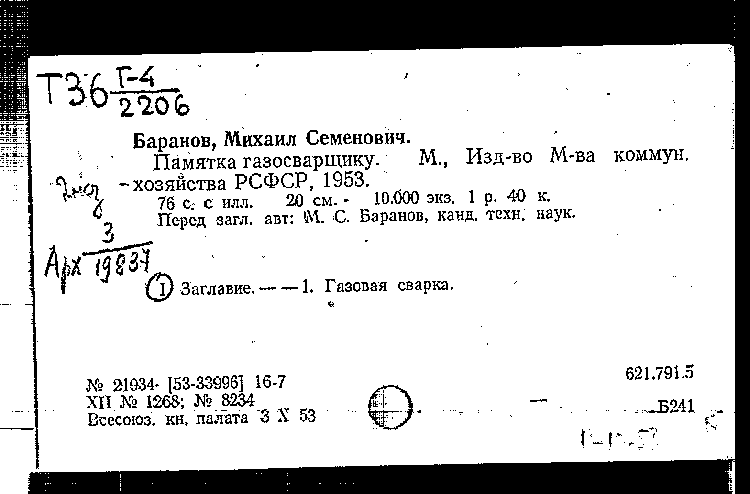 Т36 Г-4
2206
Баранов, Михаил Семенович.
Памятка газосварщику. М., Изд-во М-ва коммун.
-хозяйства РСФСР, 1953.
76 с. с илл. 20 см. - 10.000 экз. 1 р. 40 к.
Перед загл. авт: М. С. Баранов, канд. техн. наук.
3
Арх 19837
I Заглавие. — — 1. Газовая сварка.
621.791.5
№ 21034- [53-33996] 16-7
XII № 1268; № 8234
Б241
Всесоюз. кн. палата 3 X 53